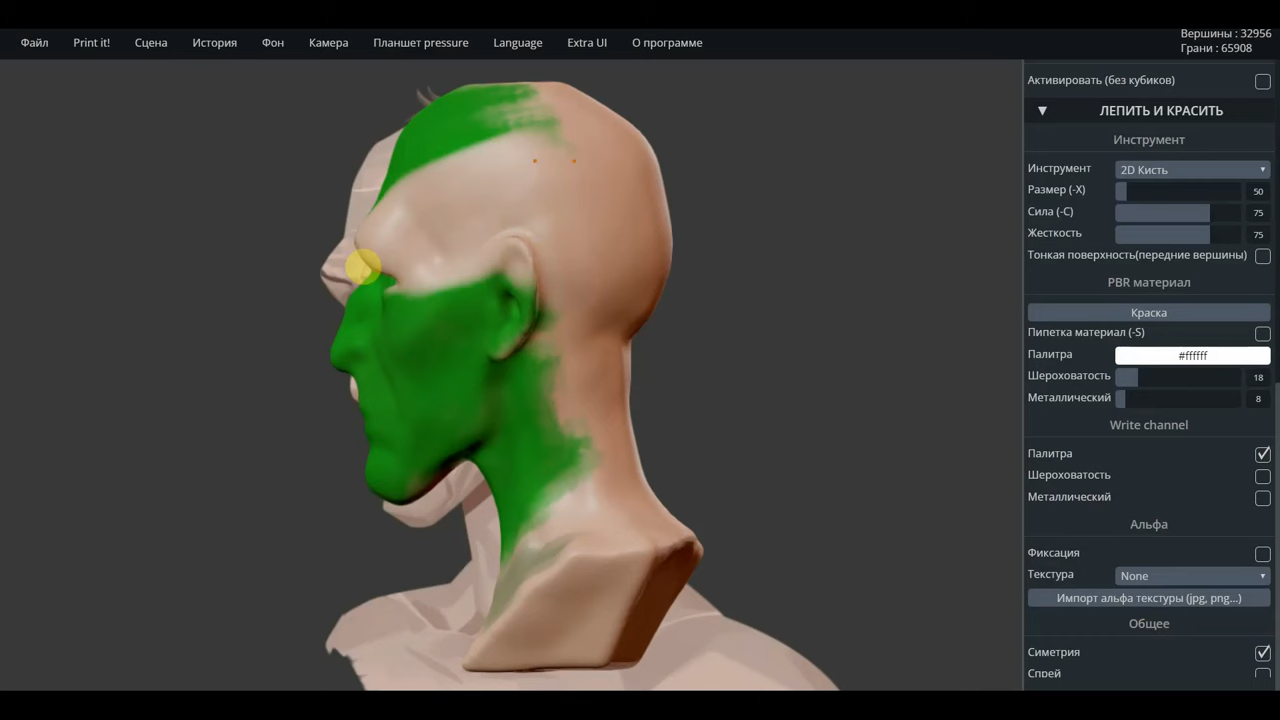 Файл Print it! Сцена История Фон Камера Планшет pressure Language Extra UI О программе
Вершины : 32956
Грани : 65908
Активировать (без кубиков)
▼ ЛЕПИТЬ И КРАСИТЬ
Инструмент
Инструмент 2D Кисть
Размер (-X) 50
Сила (-C) 75
Жесткость 75
Тонкая поверхность(передние вершины)
PBR материал
Краска
Пипетка материал (-S)
Палитра #ffffff
Шероховатость 18
Металлический 8
Write channel
Палитра
Шероховатость
Металлический
Альфа
Фиксация
Текстура None
Импорт альфа текстуры (jpg, png...)
Общее
Симетрия
Спрей